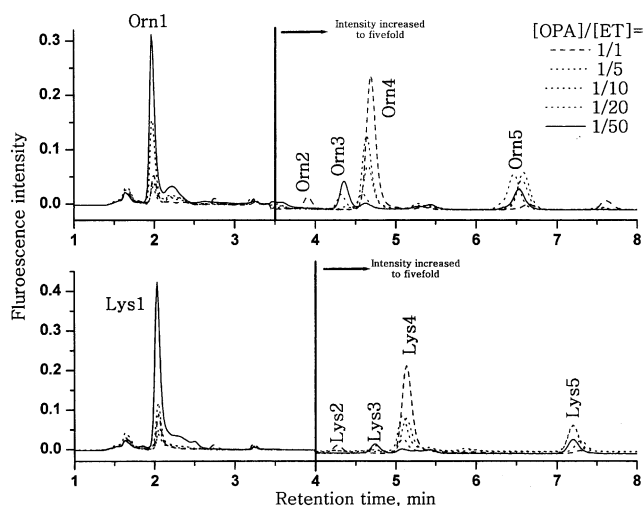 Orn1
Intensity increased
to fivefold
[OPA]/[ET]=
1/1
1/5
1/10
1/20
1/50
0.3
0.2
0.1
0.0
Orn2
Orn3
Orn4
Orn5
1 2 3 4 5 6 7 8
Fluroescence intensity
Lys1
Intensity increased
to fivefold
0.4
0.3
0.2
0.1
0.0
Lys2
Lys3
Lys4
Lys5
1 2 3 4 5 6 7 8
Retention time, min